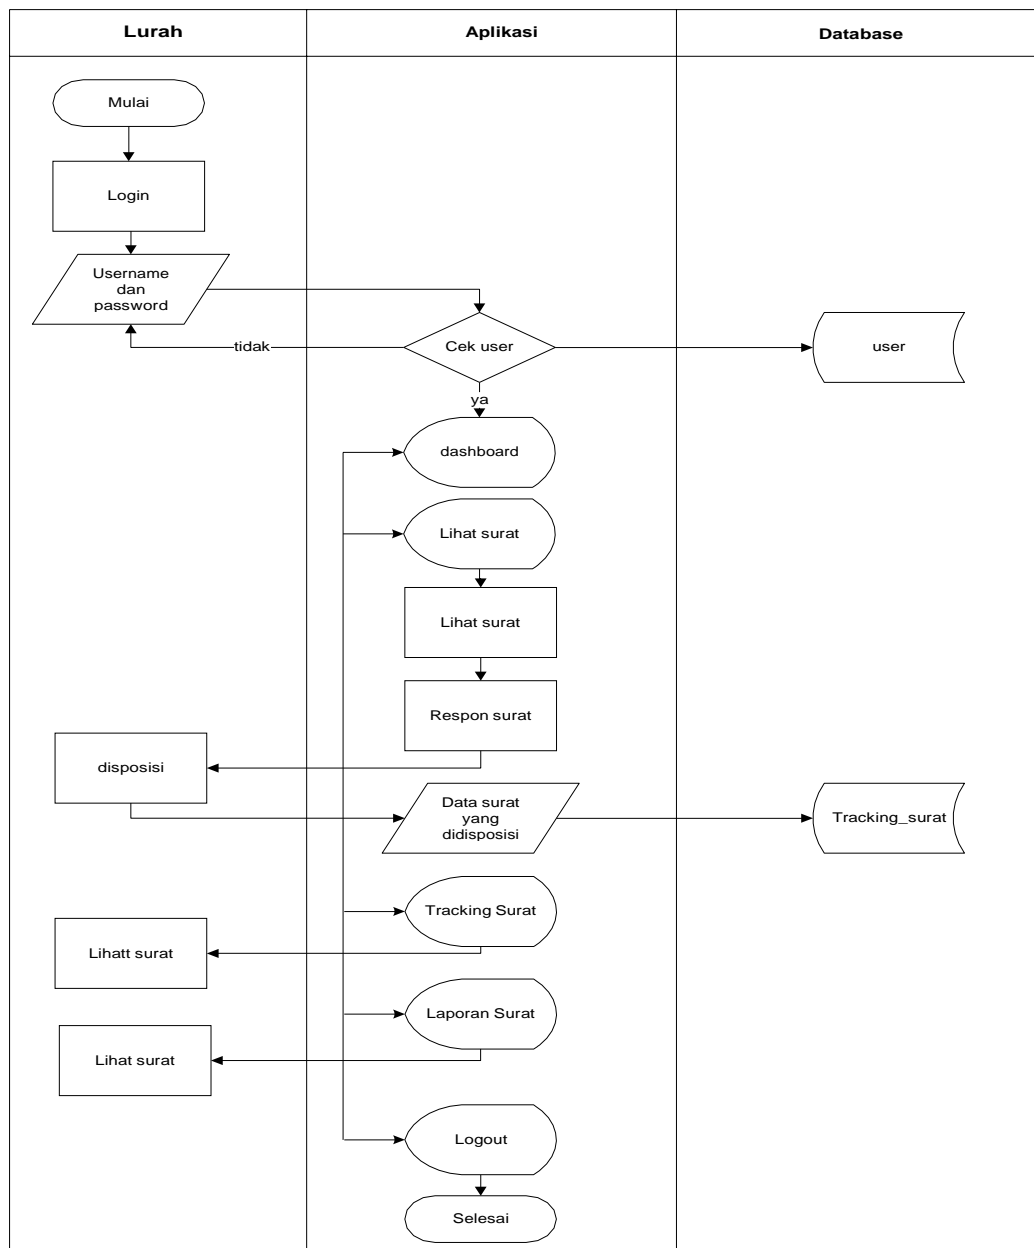 Lurah
Aplikasi
Database
Mulai
Login
Username
dan
password
tidak
Cek user
user
ya
dashboard
Lihat surat
Lihat surat
Respon surat
disposisi
Data surat
yang
didisposisi
Tracking_surat
Tracking Surat
Lihatt surat
Laporan Surat
Lihat surat
Logout
Selesai